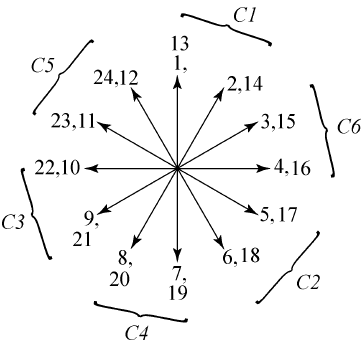 C1
13
1,
C5
24,12
2,14
23,11
3,15
C6
22,10
4,16
C3
9,
21
5,17
8,
20
6,18
7,
19
C2
C4